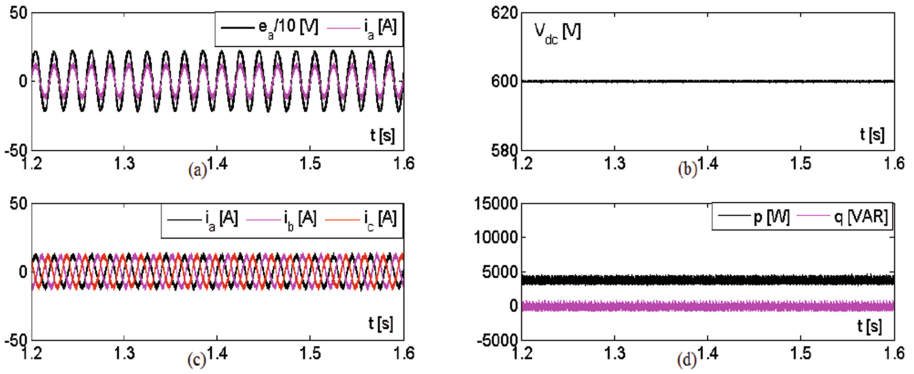 50
e_a/10 [V] i_a [A]
0
t [s]
-50
1.2 1.3 1.4 1.5 1.6
(a)
620
V_dc [V]
600
t [s]
580
1.2 1.3 1.4 1.5 1.6
(b)
50
i_a [A] i_b [A] i_c [A]
0
t [s]
-50
1.2 1.3 1.4 1.5 1.6
(c)
15000
p [W] q [VAR]
10000
5000
0
t [s]
-5000
1.2 1.3 1.4 1.5 1.6
(d)